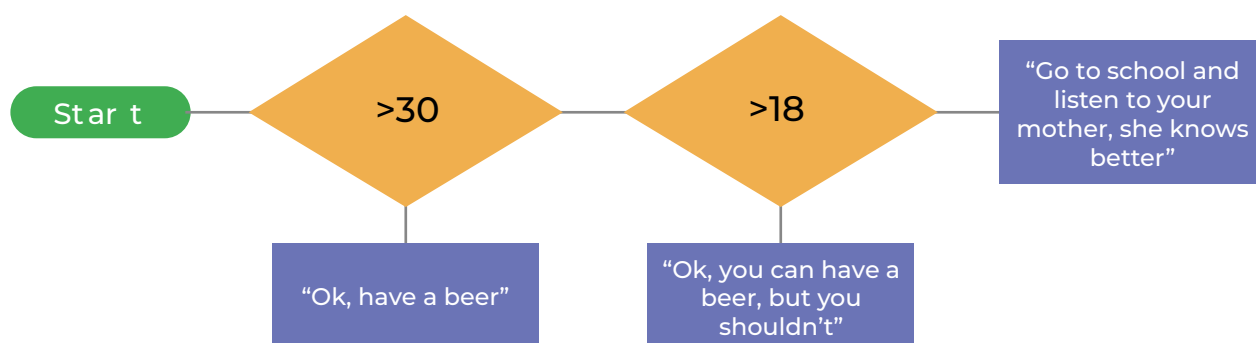 Start
>30
>18
“Go to school and
listen to your
mother, she knows
better”
“Ok, have a beer”
“Ok, you can have a
beer, but you
shouldn’t”